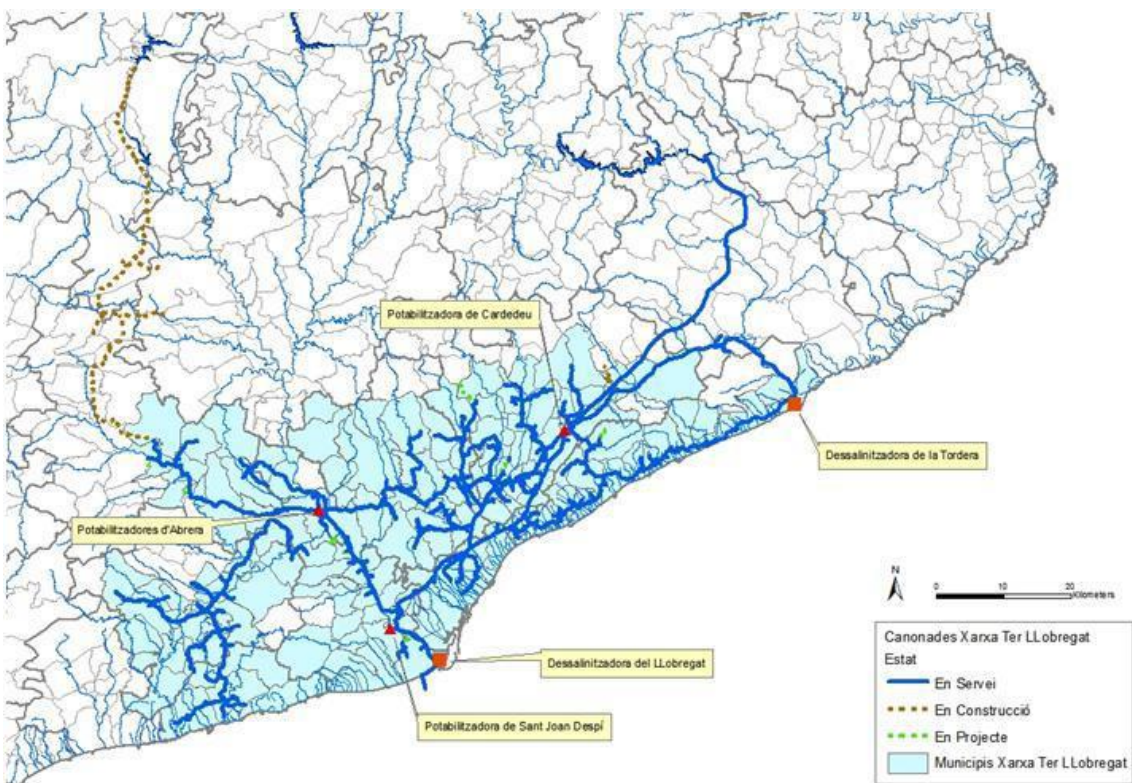 Potabilitzadora de Cardedeu
Dessalinitzadora de la Tordera
Potabilitzadores d'Abrera
Dessalinitzadora del LLobregat
Potabilitzadora de Sant Joan Despí
N
0 10 20
Kilometers
Canonades Xarxa Ter LLobregat
Estat
En Servei
En Construcció
En Projecte
Municipis Xarxa Ter LLobregat